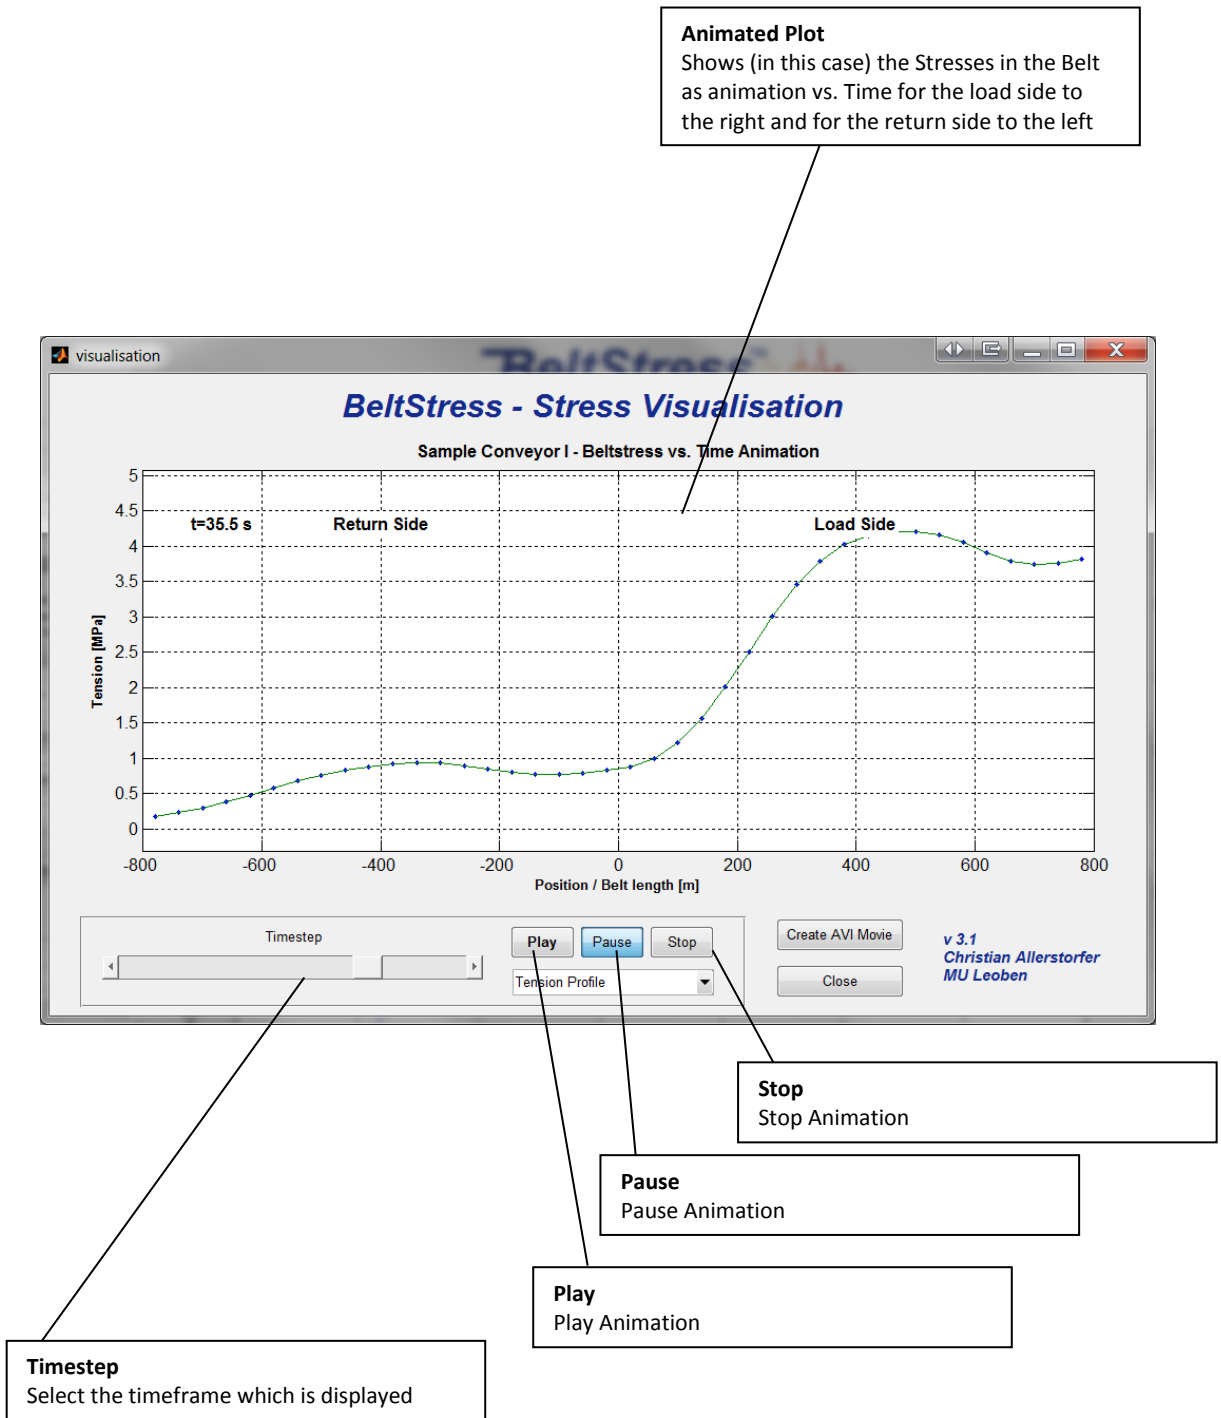 Animated Plot
Shows (in this case) the Stresses in the Belt
as animation vs. Time for the load side to
the right and for the return side to the left
visualisation
BeltStress
BeltStress - Stress Visualisation
Sample Conveyor I - Beltstress vs. Time Animation
5
4.5
t=35.5 s Return Side Load Side
4
3.5
3
2.5
2
1.5
1
0.5
0
Tension [MPa]
-800 -600 -400 -200 0 200 400 600 800
Position / Belt length [m]
Timestep
Play Pause Stop
Tension Profile
Create AVI Movie
Close
v 3.1
Christian Allerstorfer
MU Leoben
Stop
Stop Animation
Pause
Pause Animation
Play
Play Animation
Timestep
Select the timeframe which is displayed